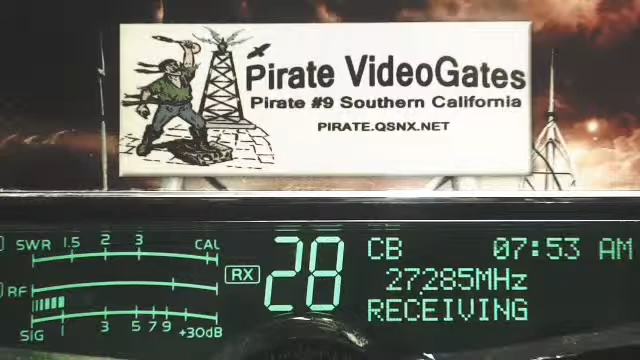 Pirate VideoGates
Pirate #9 Southern California
PIRATE.QSNX.NET
SWR 1.5 2 3 CAL
RX 28 CB 07:53 AM
27285MHz
RF
RECEIVING
SIG 1 3 5 7 9 +30dB